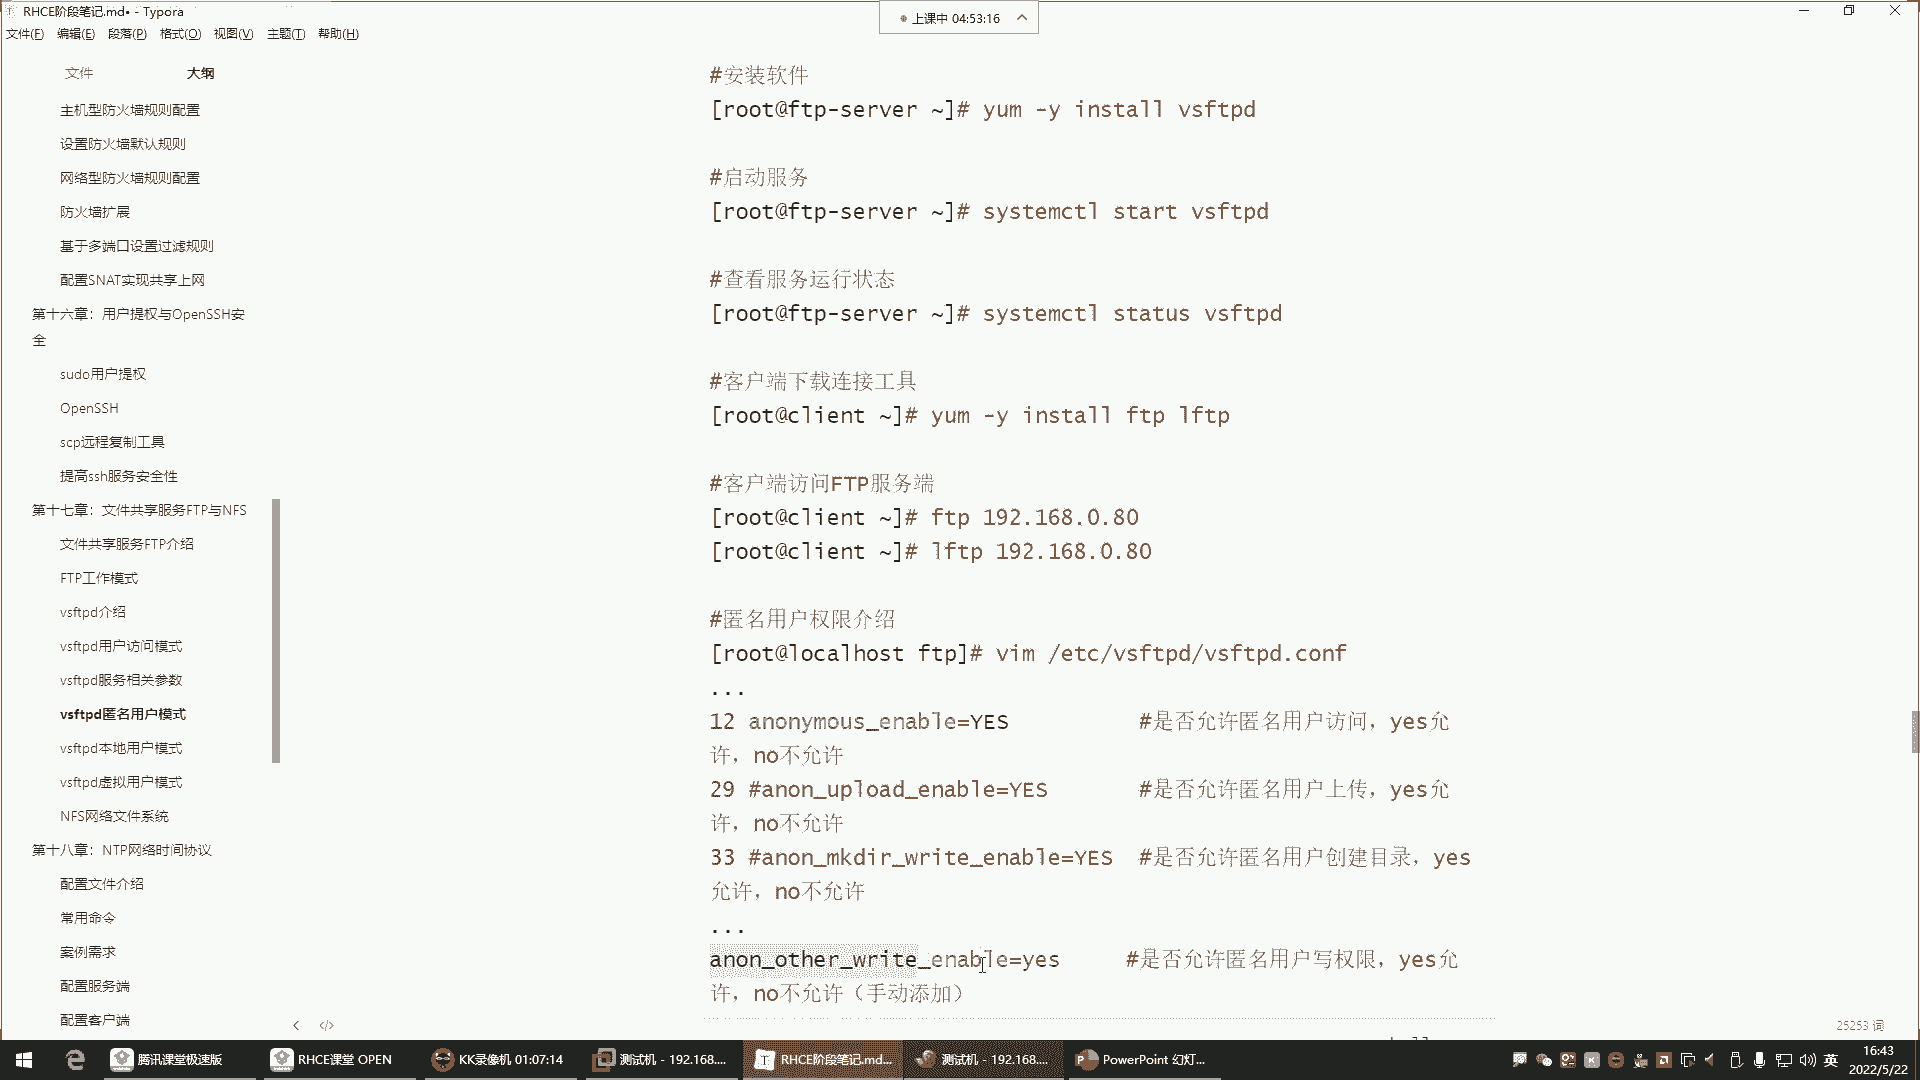 RHCE阶段笔记.md• - Typora
上课中 04:53:16
文件(F) 编辑(E) 段落(P) 格式(O) 视图(V) 主题(T) 帮助(H)
文件 大纲
主机型防火墙规则配置
设置防火墙默认规则
网络型防火墙规则配置
防火墙扩展
基于多端口设置过滤规则
配置SNAT实现共享上网
第十六章：用户提权与OpenSSH安
全
sudo用户提权
OpenSSH
scp远程复制工具
提高ssh服务安全性
第十七章：文件共享服务FTP与NFS
文件共享服务FTP介绍
FTP工作模式
vsftpd介绍
vsftpd用户访问模式
vsftpd服务相关参数
vsftpd匿名用户模式
vsftpd本地用户模式
vsftpd虚拟用户模式
NFS网络文件系统
第十八章：NTP网络时间协议
配置文件介绍
常用命令
案例需求
配置服务端
配置客户端
#安装软件
[root@ftp-server ~]# yum -y install vsftpd
#启动服务
[root@ftp-server ~]# systemctl start vsftpd
#查看服务运行状态
[root@ftp-server ~]# systemctl status vsftpd
#客户端下载连接工具
[root@client ~]# yum -y install ftp lftp
#客户端访问FTP服务端
[root@client ~]# ftp 192.168.0.80
[root@client ~]# lftp 192.168.0.80
#匿名用户权限介绍
[root@localhost ftp]# vim /etc/vsftpd/vsftpd.conf
...
12 anonymous_enable=YES #是否允许匿名用户访问，yes允
许，no不允许
29 #anon_upload_enable=YES #是否允许匿名用户上传，yes允
许，no不允许
33 #anon_mkdir_write_enable=YES #是否允许匿名用户创建目录，yes
允许，no不允许
...
anon_other_write_enable=yes #是否允许匿名用户写权限，yes允
许，no不允许（手动添加）
25253 词
腾讯课堂极速版 RHCE课堂 OPEN KK录像机 01:07:14 测试机 - 192.168.... RHCE阶段笔记.md... 测试机 - 192.168.... PowerPoint 幻灯... 英 16:43
2022/5/22